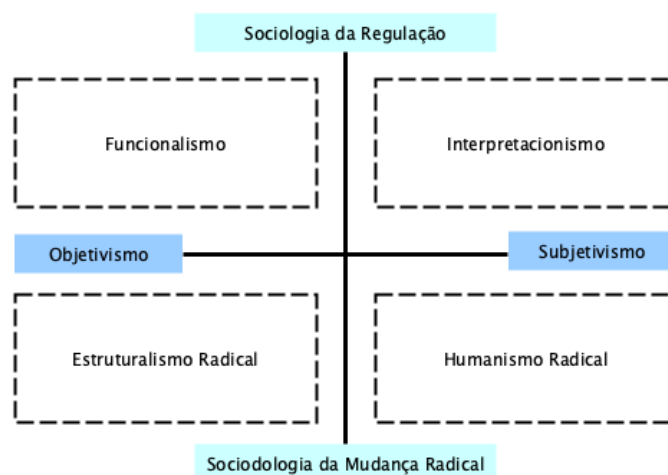 Sociologia da Regulação
Funcionalismo
Interpretacionismo
Objetivismo
Subjetivismo
Estruturalismo Radical
Humanismo Radical
Sociodologia da Mudança Radical